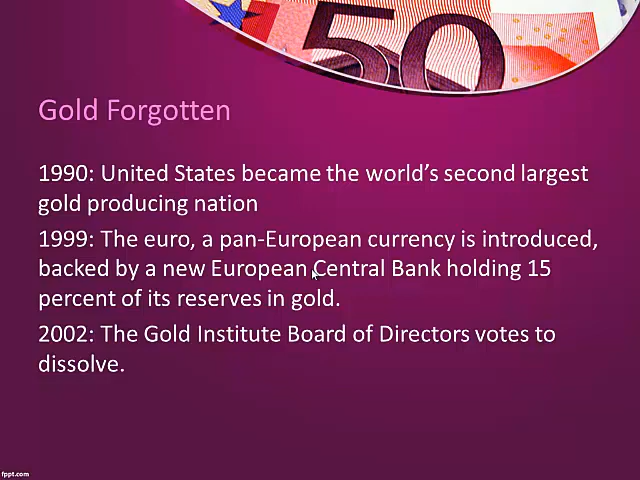 50
Gold Forgotten
1990: United States became the world’s second largest
gold producing nation
1999: The euro, a pan-European currency is introduced,
backed by a new European Central Bank holding 15
percent of its reserves in gold.
2002: The Gold Institute Board of Directors votes to
dissolve.
fppt.com